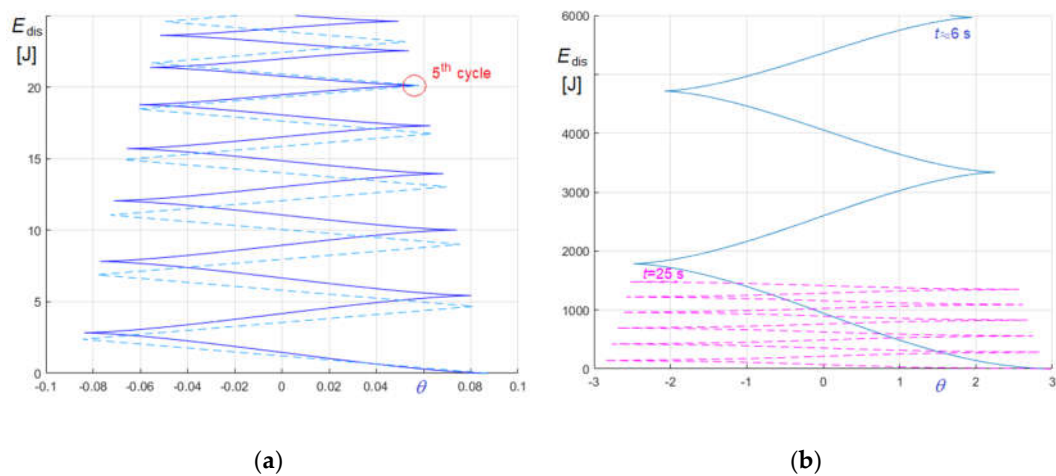 E dis
[J]
20
15
10
5
0
-0.1
-0.08
-0.06
-0.04
-0.02
0
0.02
0.04
θ
0.06
0.08
0.1
5th cycle
(a)
6000
E dis
[J]
4000
3000
2000
1000
0
-3
-2
-1
0
1
θ
2
3
t≈6 s
t=25 s
(b)